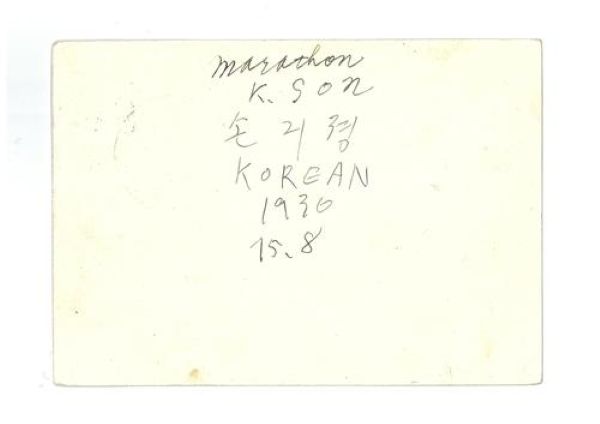 marathon
K. SON
손 긔 졍
KOREAN
1936
15.8